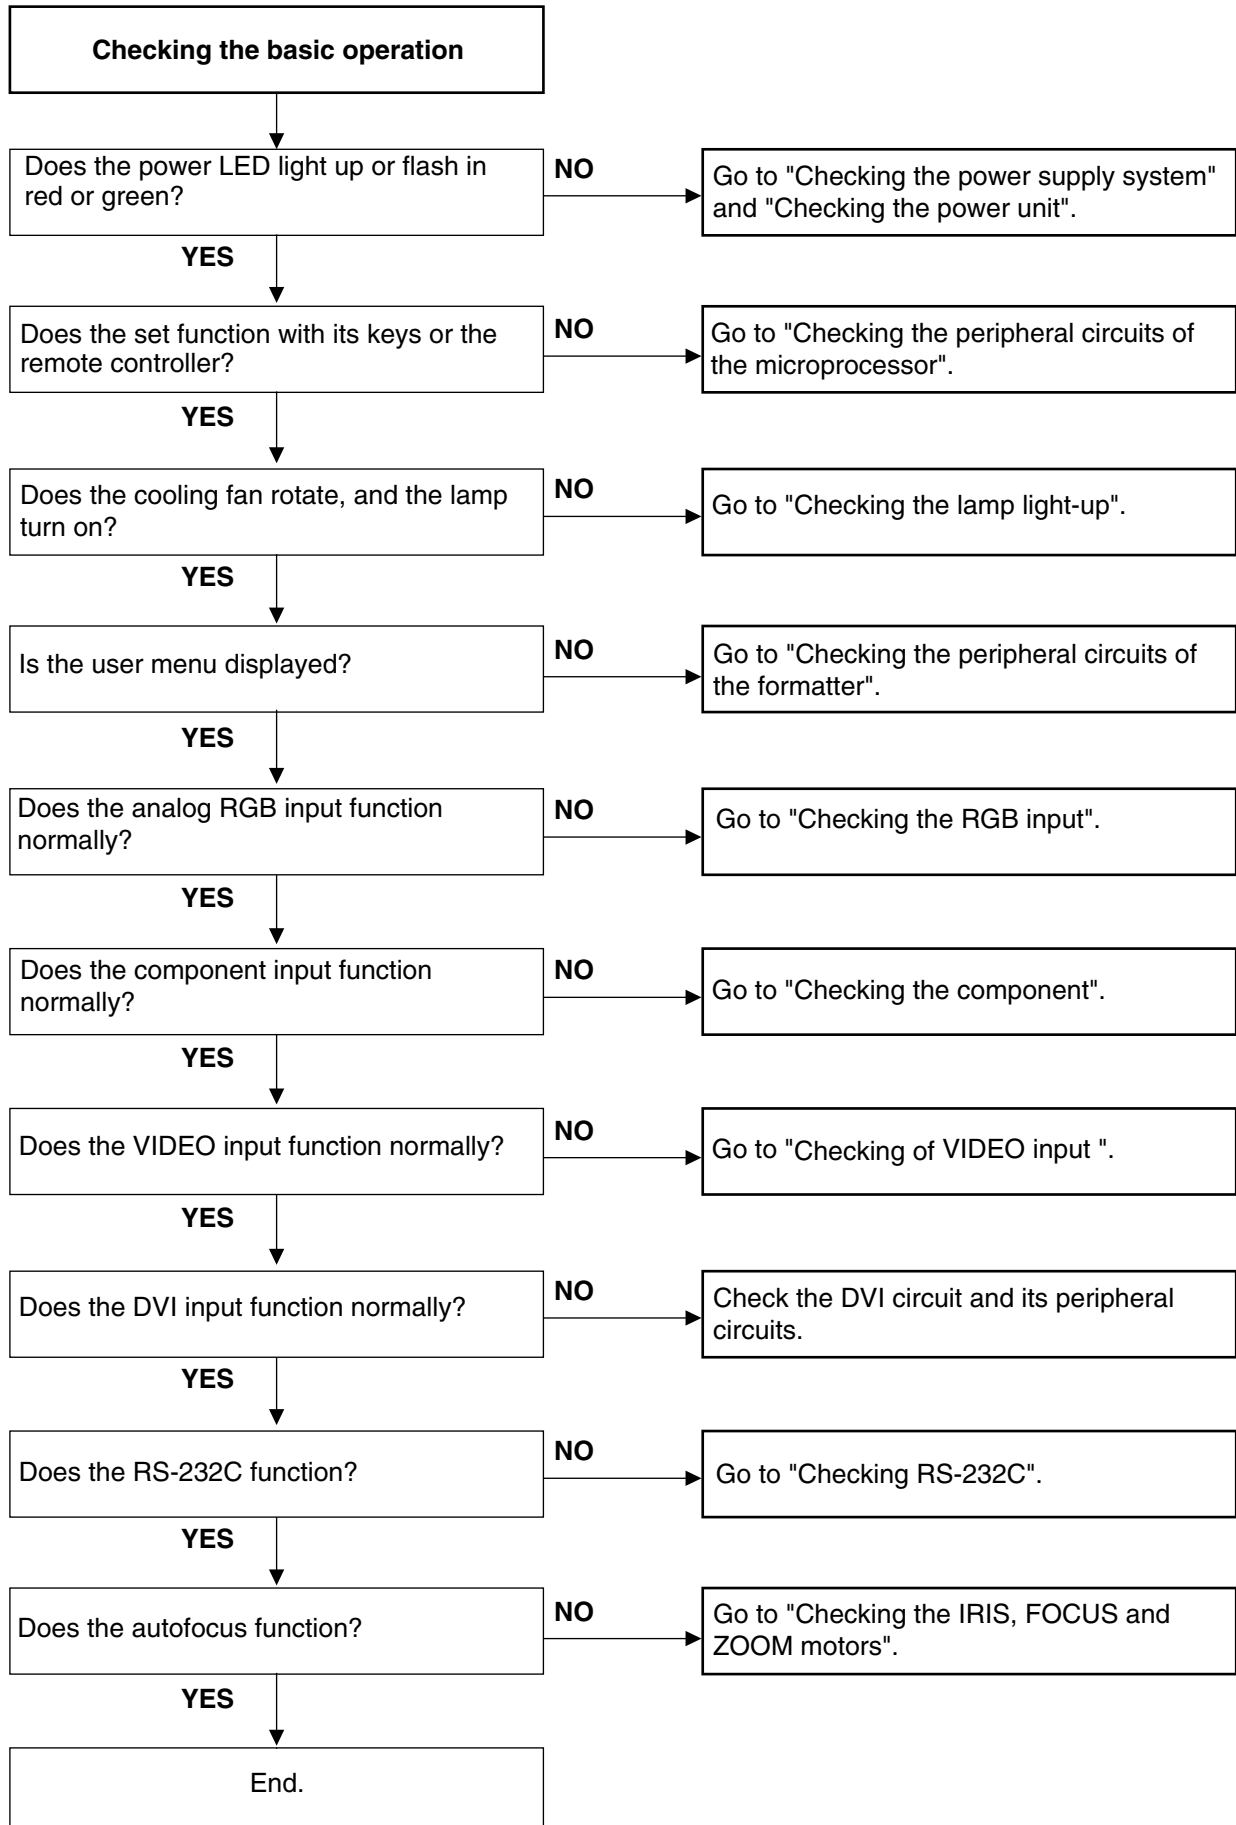 Checking the basic operation
Does the power LED light up or flash in
red or green?
NO
Go to "Checking the power supply system"
and "Checking the power unit".
YES
Does the set function with its keys or the
remote controller?
NO
Go to "Checking the peripheral circuits of
the microprocessor".
YES
Does the cooling fan rotate, and the lamp
turn on?
NO
Go to "Checking the lamp light-up".
YES
Is the user menu displayed?
NO
Go to "Checking the peripheral circuits of
the formatter".
YES
Does the analog RGB input function
normally?
NO
Go to "Checking the RGB input".
YES
Does the component input function
normally?
NO
Go to "Checking the component".
YES
Does the VIDEO input function normally?
NO
Go to "Checking of VIDEO input ".
YES
Does the DVI input function normally?
NO
Check the DVI circuit and its peripheral
circuits.
YES
Does the RS-232C function?
NO
Go to "Checking RS-232C".
YES
Does the autofocus function?
NO
Go to "Checking the IRIS, FOCUS and
ZOOM motors".
YES
End.